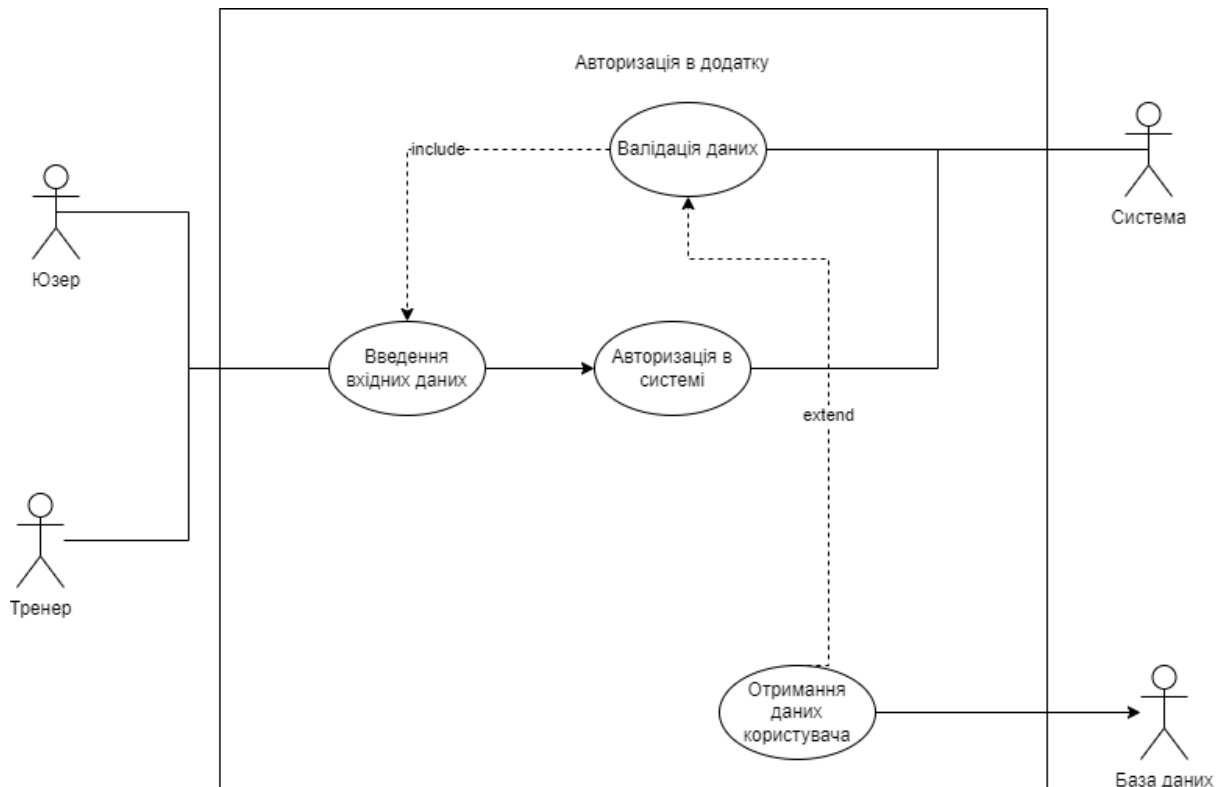 Авторизація в додатку
Валідація даних
include
Система
Юзер
Введення
вхідних даних
Авторизація в
системі
extend
Тренер
Отримання
даних
користувача
База даних